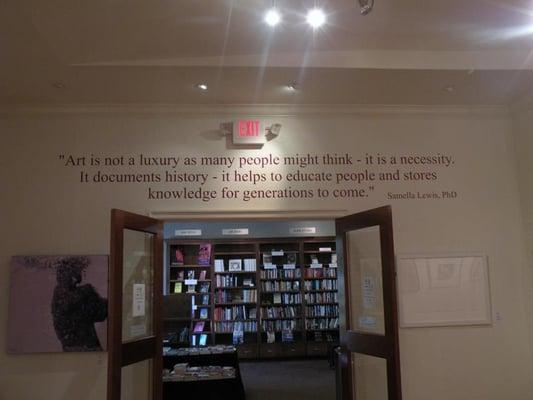 EXIT
"Art is not a luxury as many people might think - it is a necessity.
It documents history - it helps to educate people and stores
knowledge for generations to come."
Samella Lewis, PhD